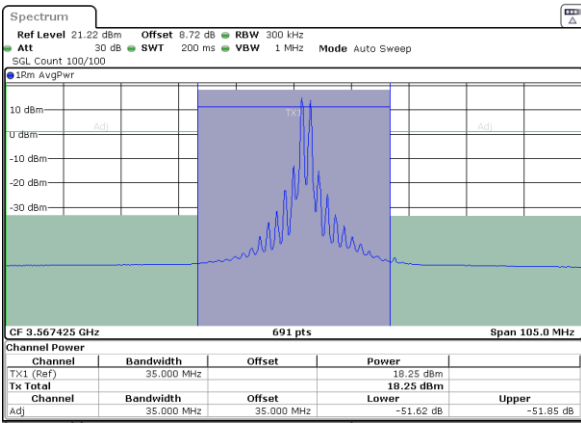 Spectrum
Ref Level 21.22 dBm Offset 8.72 dB RBW 300 kHz
Att 30 dB SWT 200 ms VBW 1 MHz Mode Auto Sweep
SGL Count 100/100
1Rm AvgPwr
10 dBm
TX1
Adj
Adj
0 dBm
-10 dBm
-20 dBm
-30 dBm
CF 3.567425 GHz 691 pts Span 105.0 MHz
Channel Power
Channel Bandwidth Offset Power
TX1 (Ref) 35.000 MHz 18.25 dBm
Tx Total 18.25 dBm
Channel Bandwidth Offset Lower Upper
Adj 35.000 MHz 35.000 MHz -51.62 dB -51.85 dB